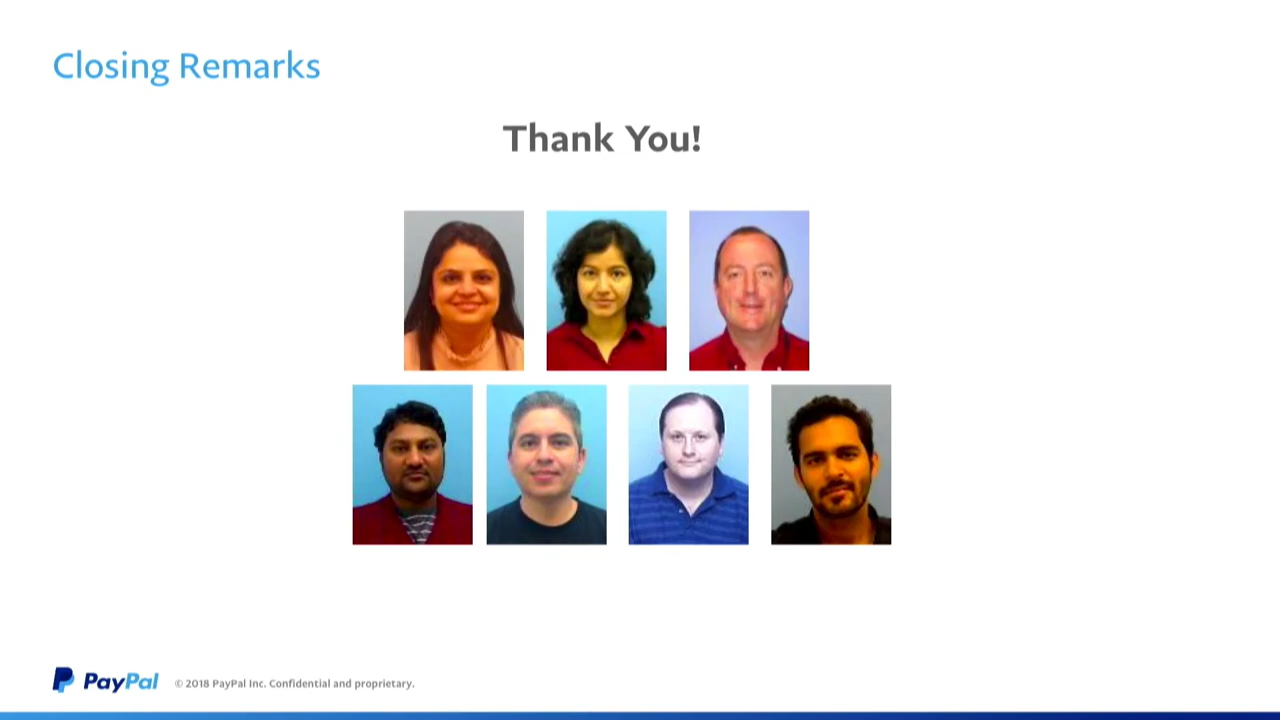 Closing Remarks
Thank You!
PayPal © 2018 PayPal Inc. Confidential and proprietary.